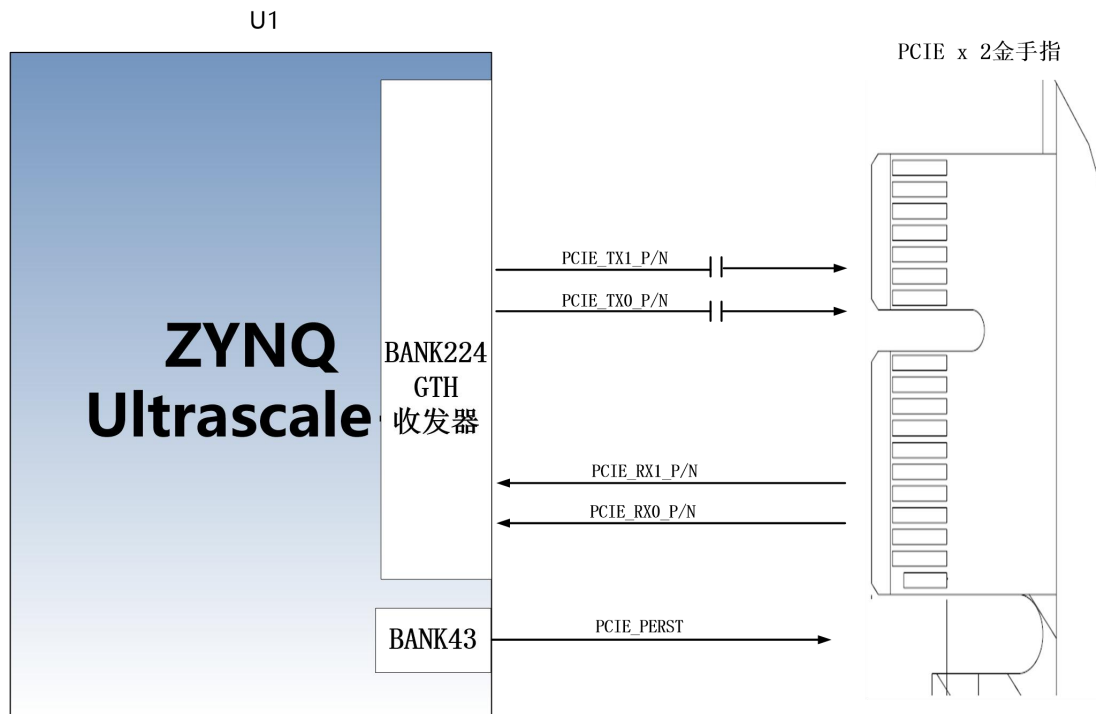 U1
PCIE x 2金手指
PCIE_TX1_P/N
PCIE_TX0_P/N
ZYNQ
Ultrascale
BANK224
GTH
收发器
PCIE_RX1_P/N
PCIE_RX0_P/N
BANK43
PCIE_PERST